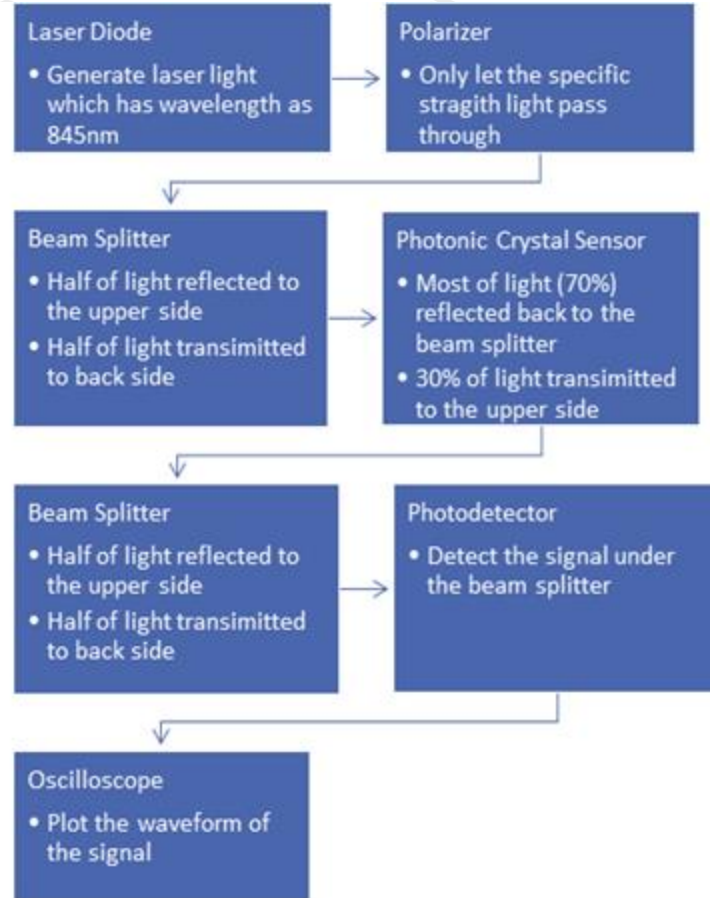 Laser Diode
• Generate laser light
which has wavelength as
845nm
Polarizer
• Only let the specific
stragith light pass
through
Beam Splitter
• Half of light reflected to
the upper side
• Half of light transimitted
to back side
Photonic Crystal Sensor
• Most of light (70%)
reflected back to the
beam splitter
• 30% of light transimitted
to the upper side
Beam Splitter
• Half of light reflected to
the upper side
• Half of light transimitted
to back side
Photodetector
• Detect the signal under
the beam splitter
Oscilloscope
• Plot the waveform of
the signal